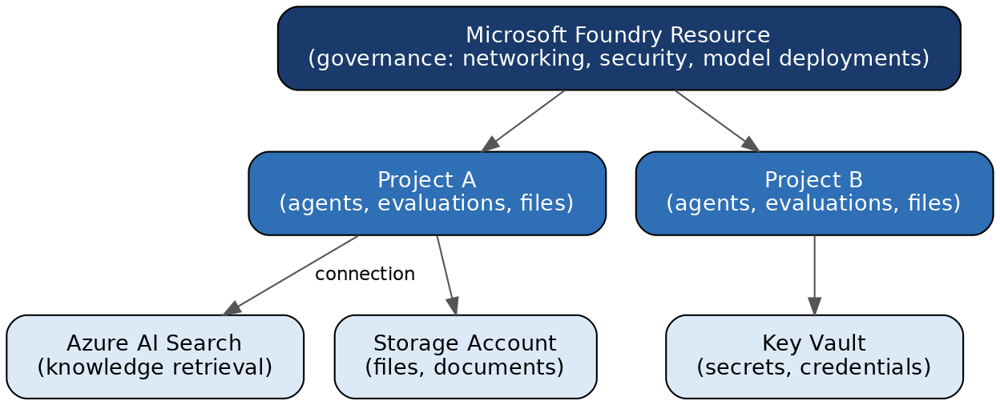 Microsoft Foundry Resource
(governance: networking, security, model deployments)
Project A
(agents, evaluations, files)
Project B
(agents, evaluations, files)
connection
Azure AI Search
(knowledge retrieval)
Storage Account
(files, documents)
Key Vault
(secrets, credentials)